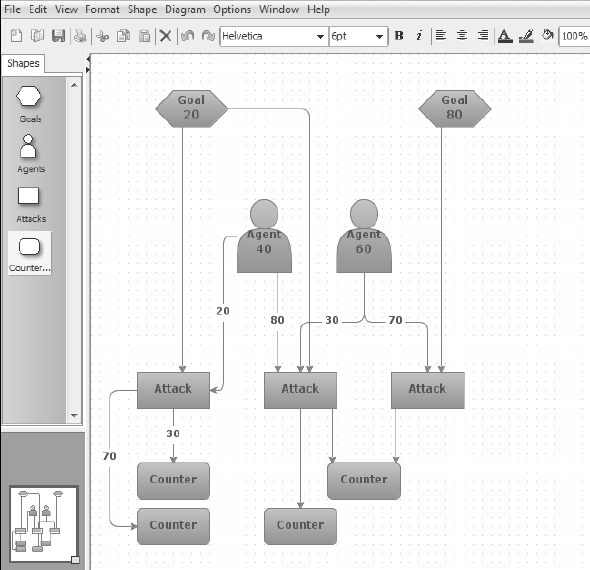 File Edit View Format Shape Diagram Options Window Help
Helvetica 6pt B i A 100%
Shapes
Goals
Agents
Attacks
Counter...
Goal
20
Goal
80
Agent
40
Agent
60
20
80
30
70
Attack
Attack
Attack
30
70
Counter
Counter
Counter
Counter